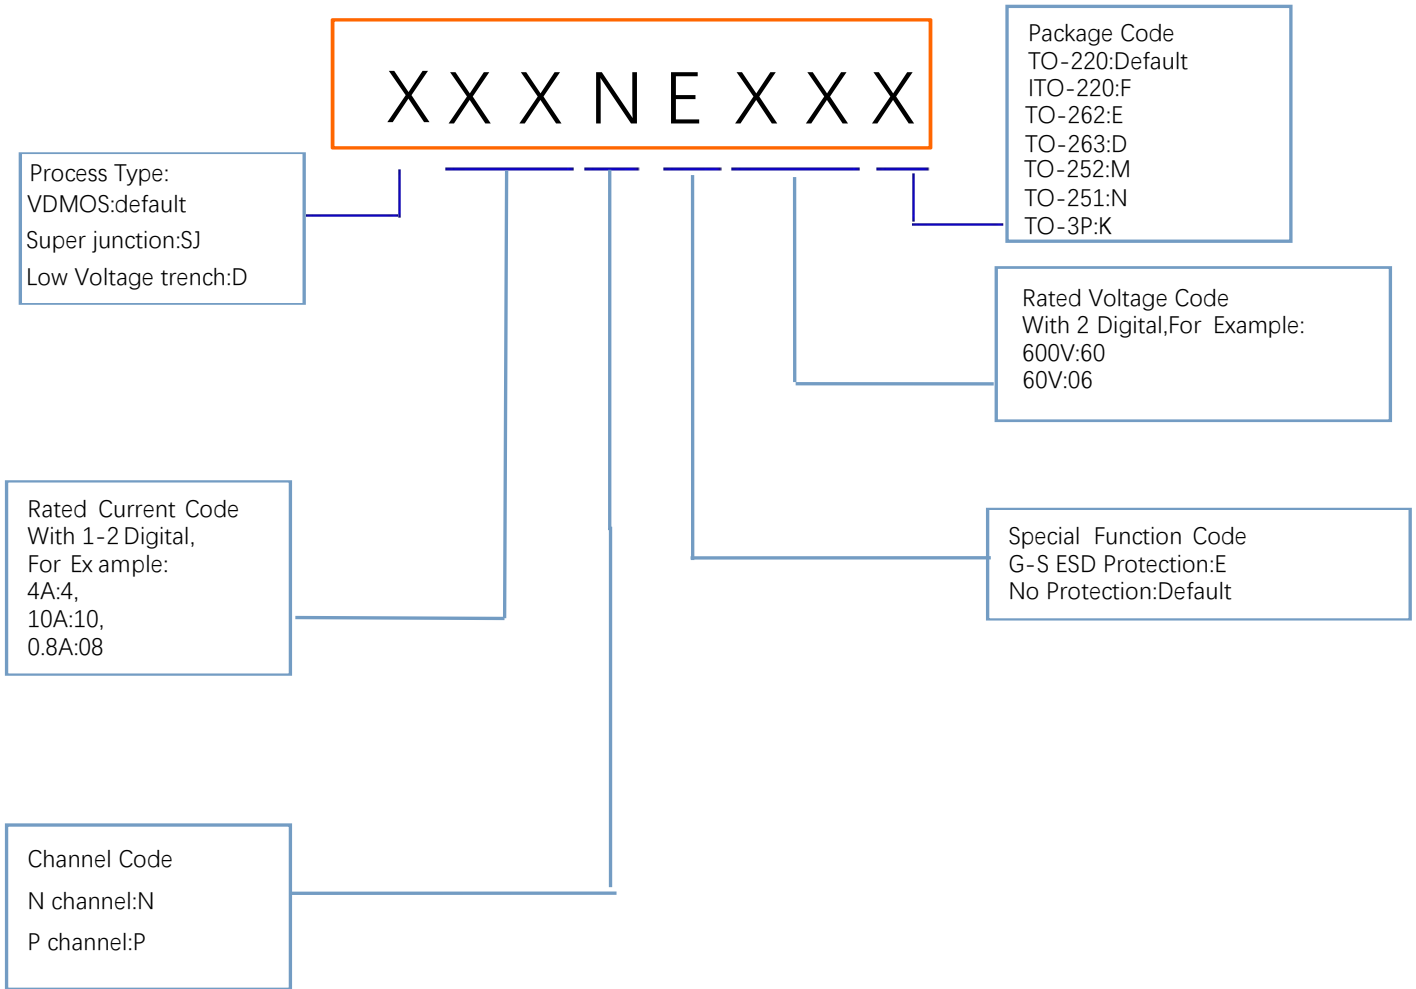 X X X N E X X X
Package Code
TO-220:Default
ITO-220:F
TO-262:E
TO-263:D
TO-252:M
TO-251:N
TO-3P:K
Process Type:
VDMOS:default
Super junction:SJ
Low Voltage trench:D
Rated Voltage Code
With 2 Digital,For Example:
600V:60
60V:06
Rated Current Code
With 1-2 Digital,
For Ex ample:
4A:4,
10A:10,
0.8A:08
Special Function Code
G-S ESD Protection:E
No Protection:Default
Channel Code
N channel:N
P channel:P